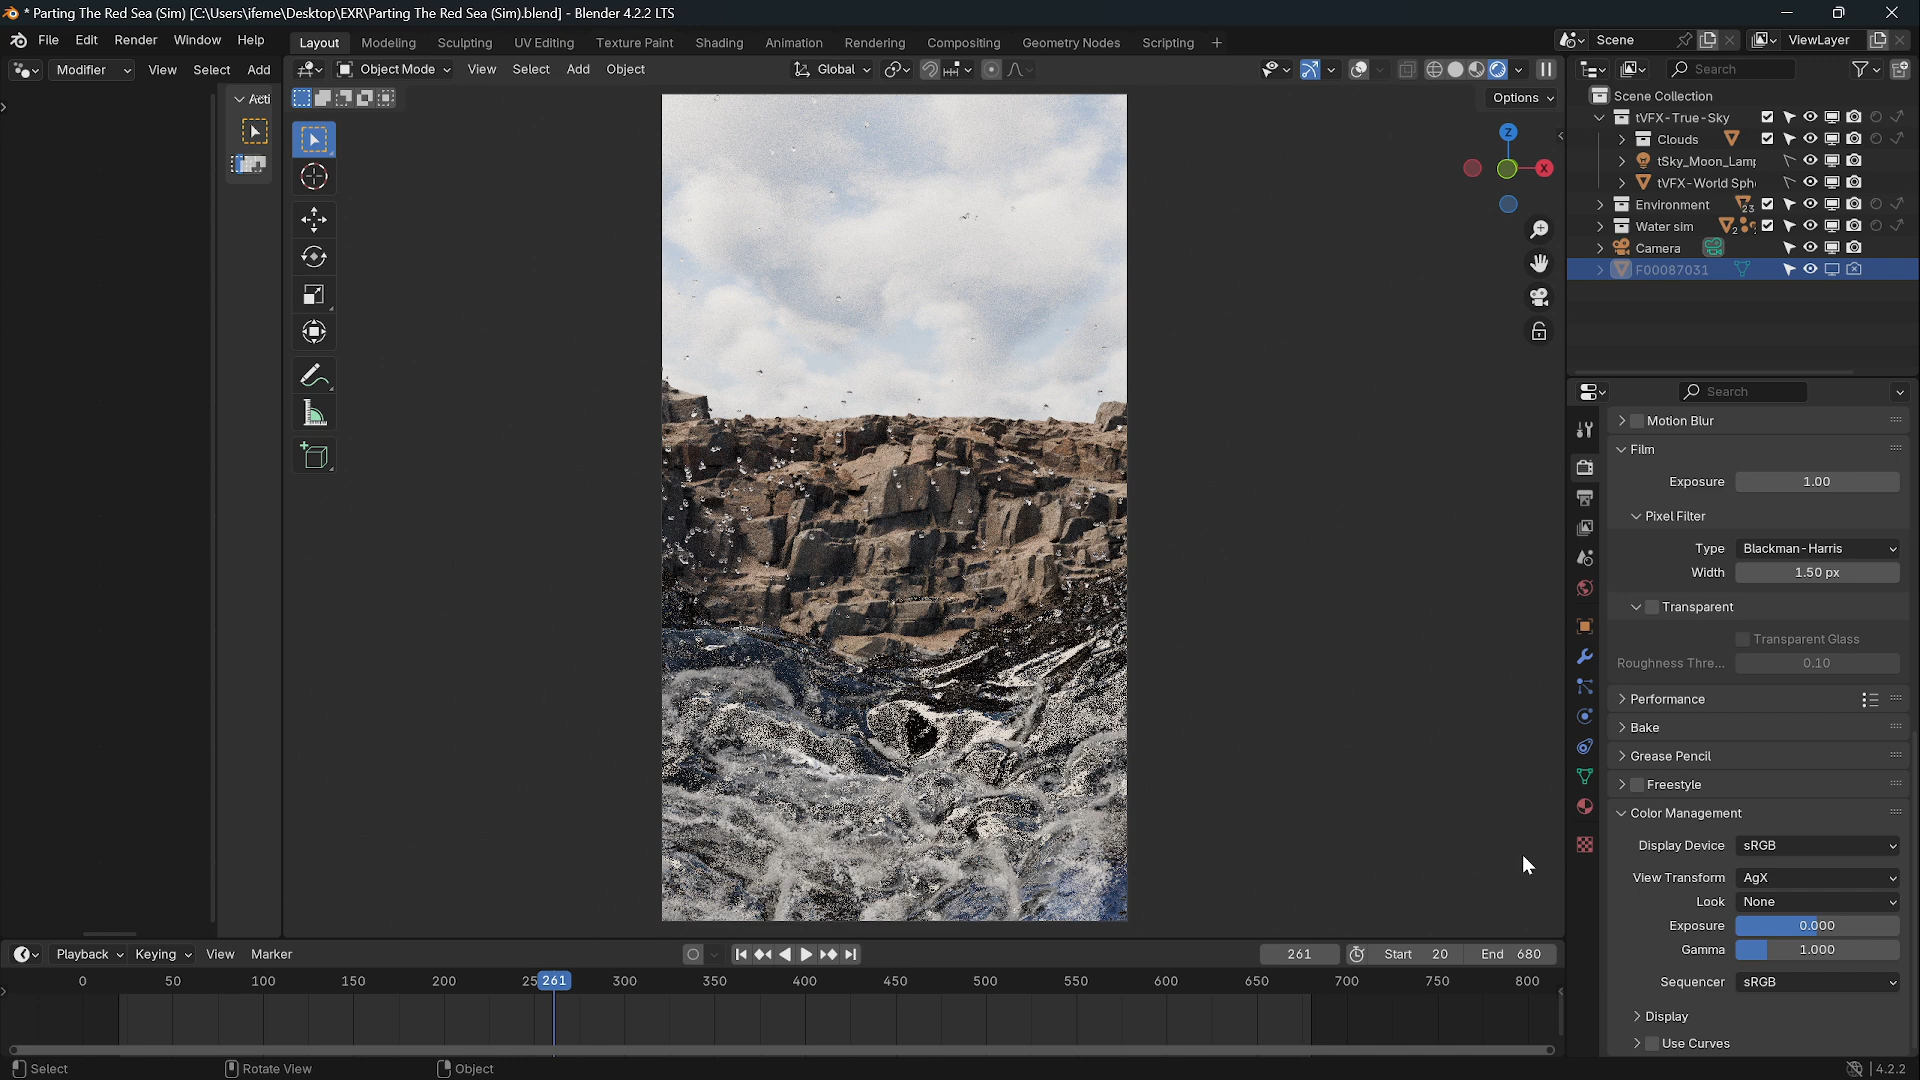 * Parting The Red Sea (Sim) [C:\Users\ifeme\Desktop\EXR\Parting The Red Sea (Sim).blend] - Blender 4.2.2 LTS
File Edit Render Window Help
Layout Modeling Sculpting UV Editing Texture Paint Shading Animation Rendering Compositing Geometry Nodes Scripting +
Scene
ViewLayer
Modifier View Select Add
Object Mode View Select Add Object
Global
Search
Options
Acti
Z
X
Scene Collection
tVFX-True-Sky
Clouds
tSky_Moon_Lamp
tVFX-World Sph
Environment 23
Water sim 2
Camera
F00087031
Search
Motion Blur
Film
Exposure 1.00
Pixel Filter
Type Blackman-Harris
Width 1.50 px
Transparent
Transparent Glass
Roughness Thre... 0.10
Performance
Bake
Grease Pencil
Freestyle
Color Management
Display Device sRGB
View Transform AgX
Look None
Exposure 0.000
Gamma 1.000
Sequencer sRGB
Display
Use Curves
Playback Keying View Marker
261 Start 20 End 680
0 50 100 150 200 25 261 300 350 400 450 500 550 600 650 700 750 800
Select Rotate View Object
4.2.2